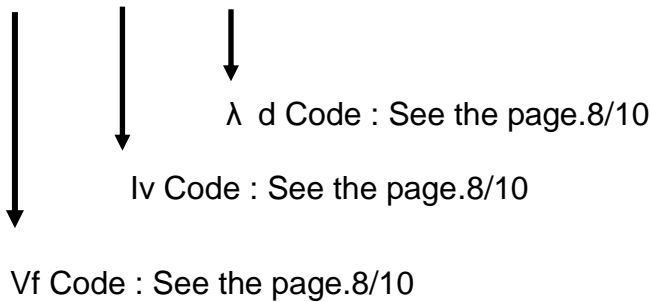 λ d Code : See the page.8/10
Iv Code : See the page.8/10
Vf Code : See the page.8/10